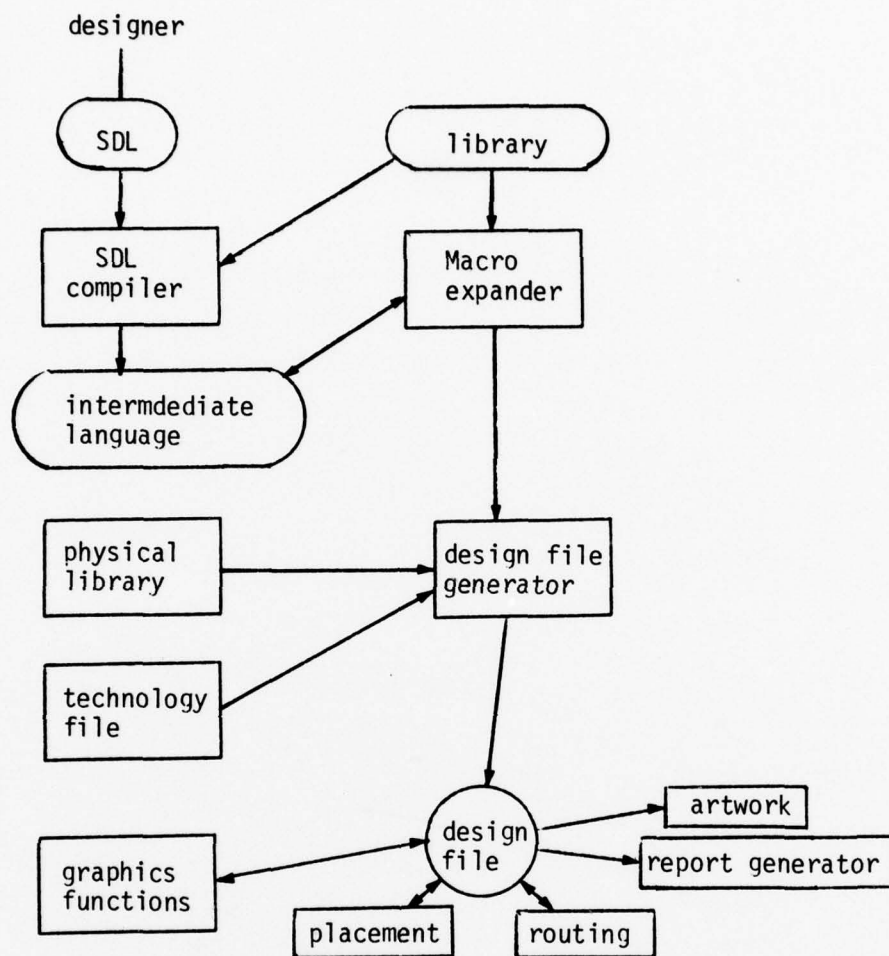 designer
SDL
library
SDL
compiler
Macro
expander
intermdediate
language
physical
library
design file
generator
technology
file
artwork
design
file
report generator
graphics
functions
placement
routing